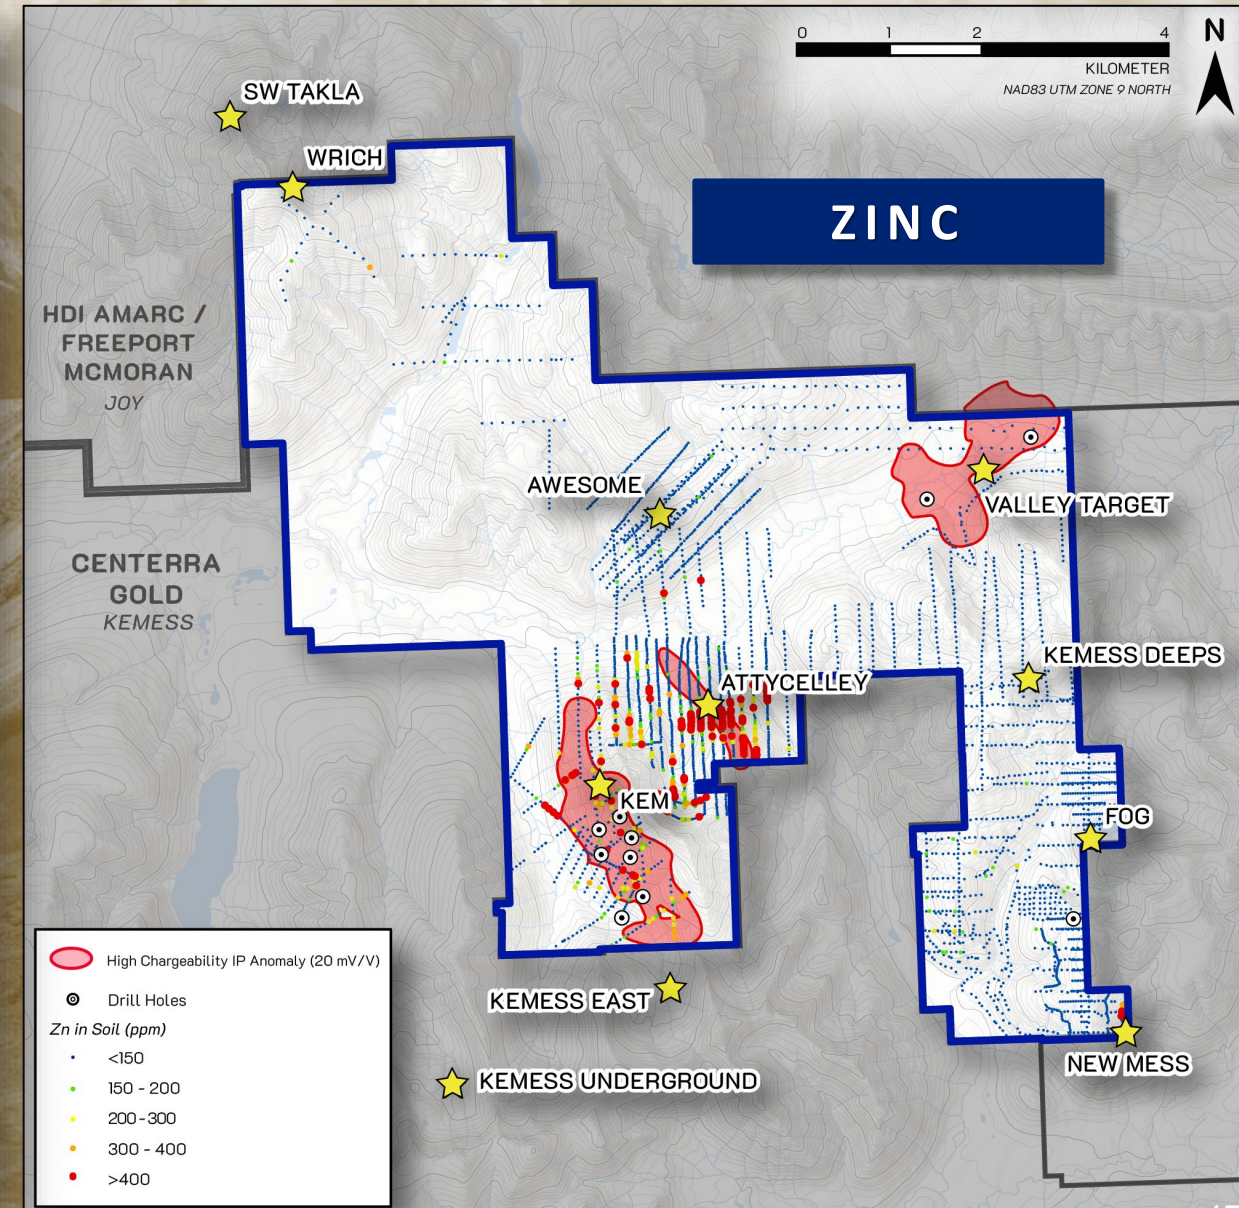 0 1 2 4
KILOMETER
NAD83 UTM ZONE 9 NORTH
N
SW TAKLA
WRICH
ZINC
HDI AMARC /
FREEPORT
MCMORAN
JOY
AWESOME
VALLEY TARGET
CENTERRA
GOLD
KEMESS
KEMESS DEEPS
ATTYCELLEY
KEM
FOG
KEMESS EAST
NEW MESS
KEMESS UNDERGROUND
High Chargeability IP Anomaly (20 mV/V)
Drill Holes
Zn in Soil (ppm)
<150
150 - 200
200-300
300 - 400
>400